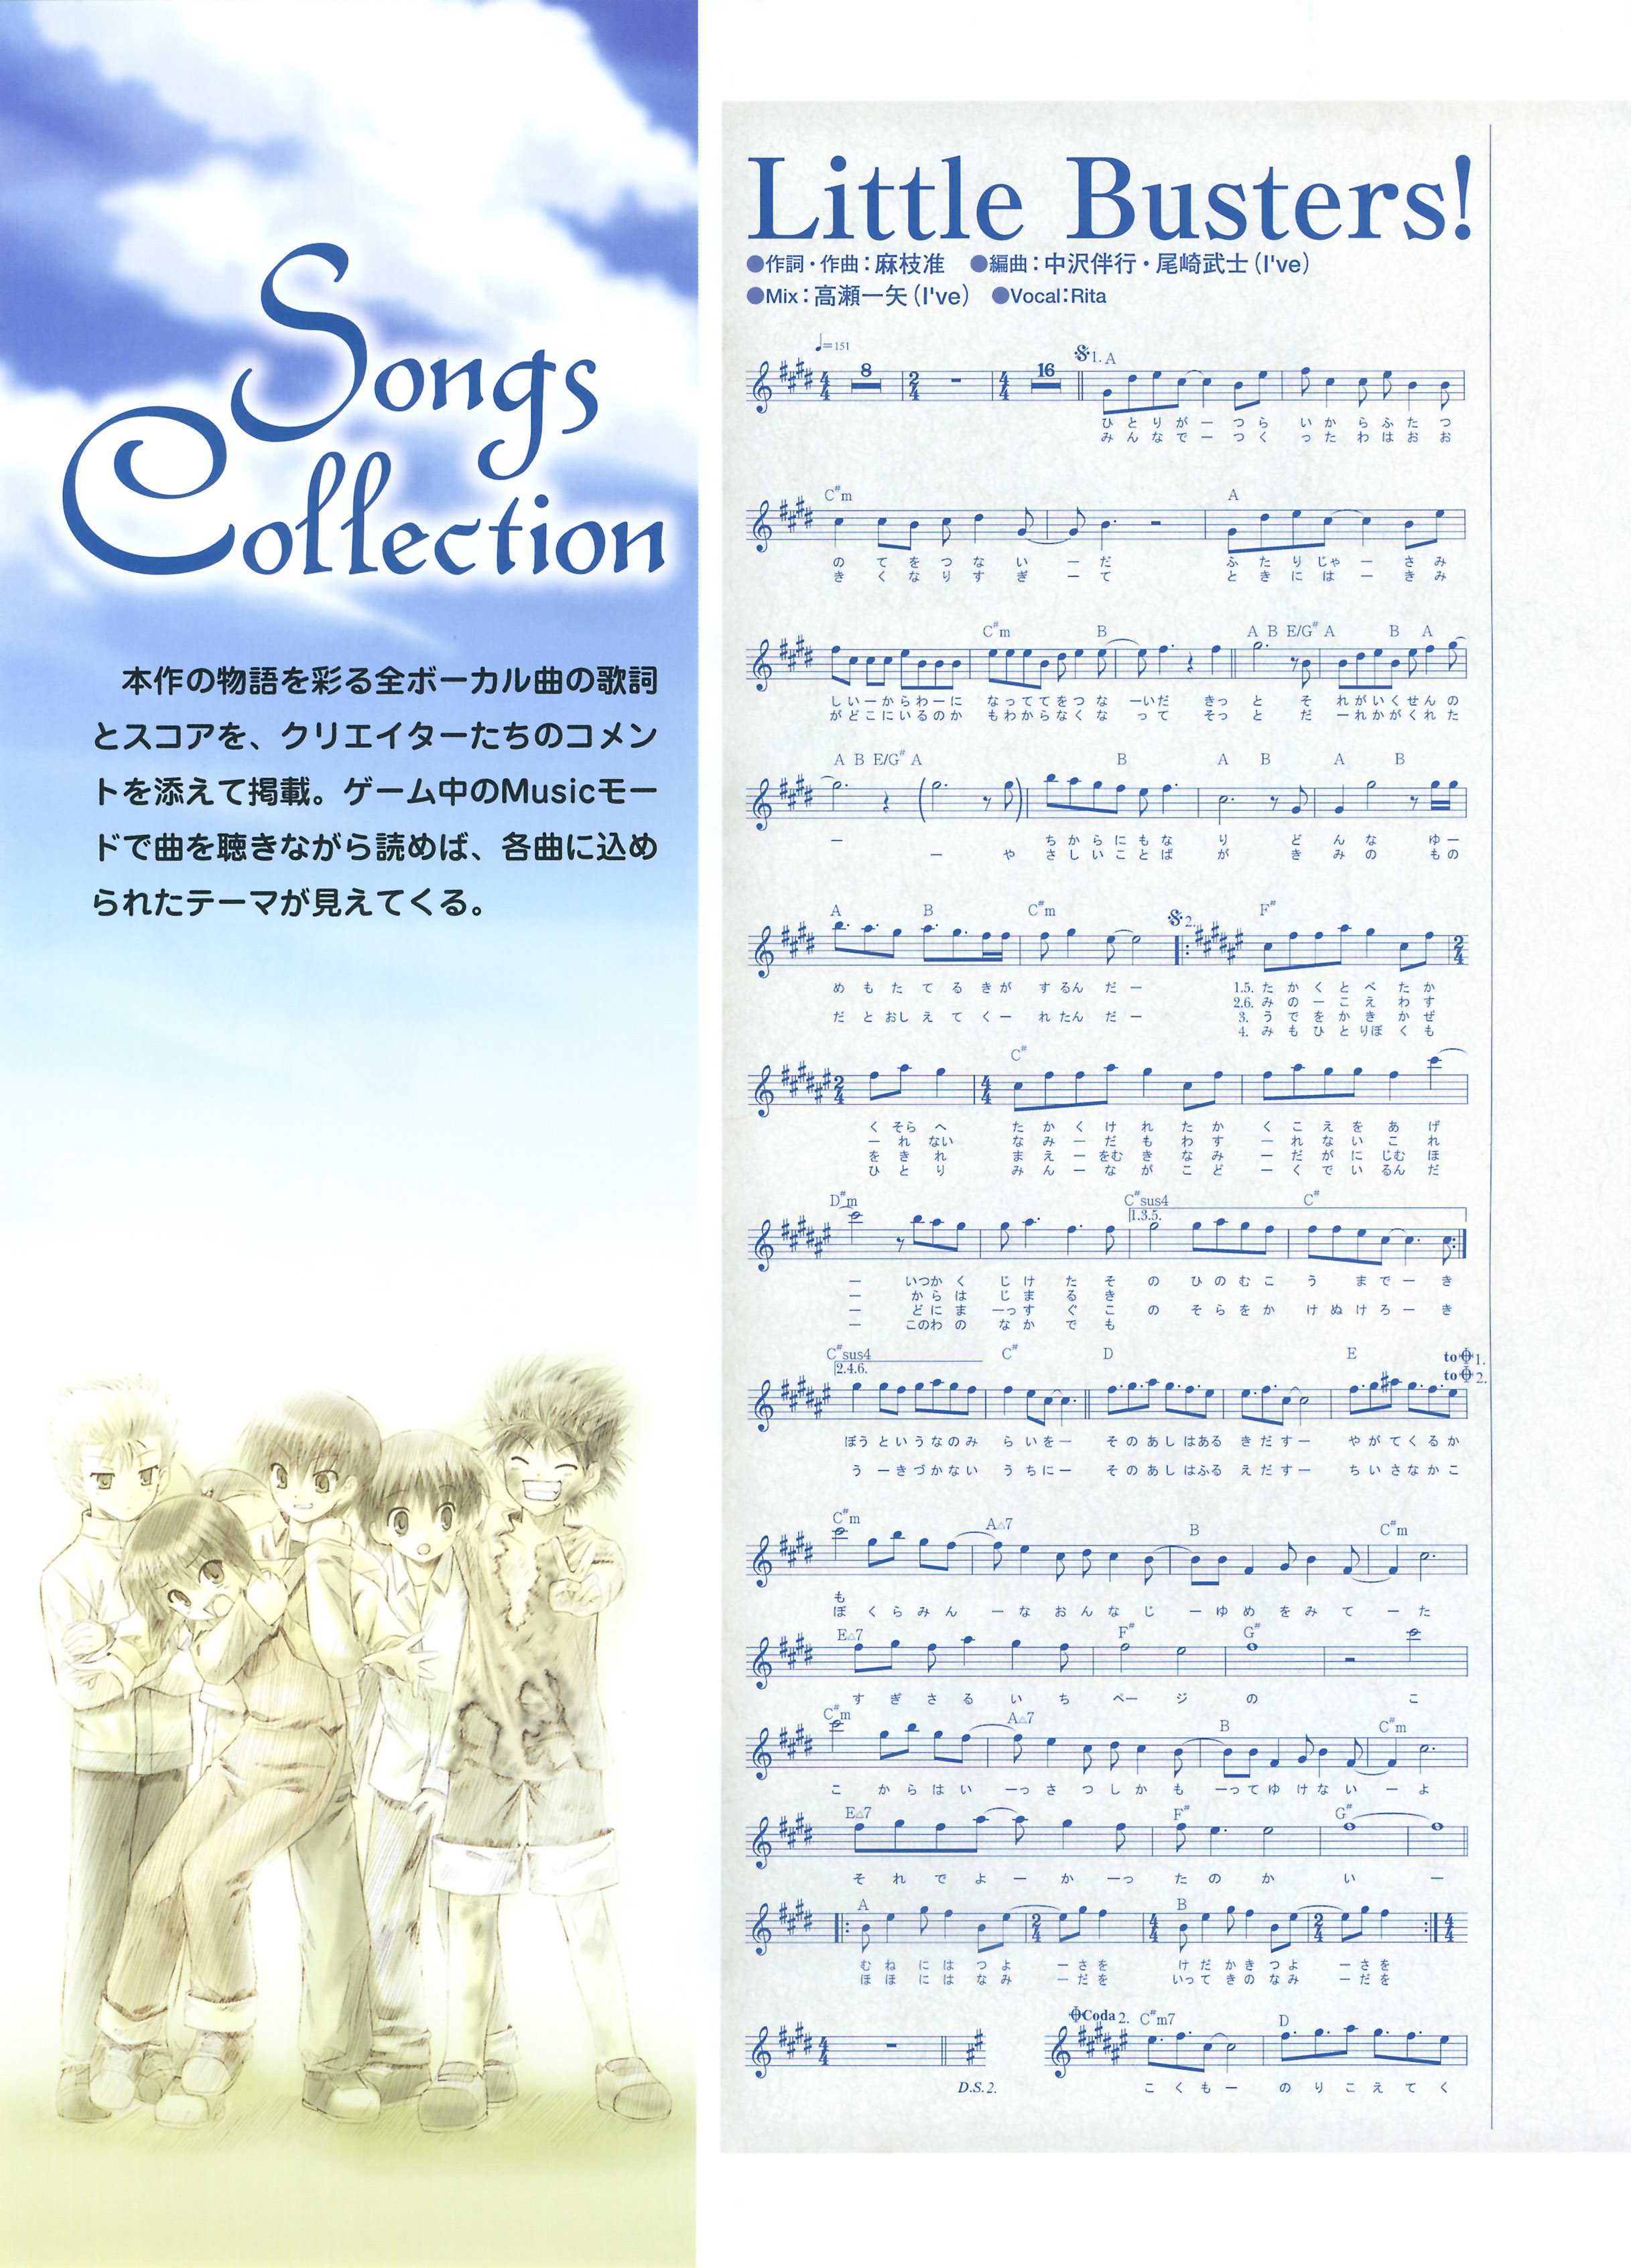 Songs
Collection
本作の物語を彩る全ボーカル曲の歌詞
とスコアを、クリエイターたちのコメン
トを添えて掲載。ゲーム中のMusicモー
ドで曲を聴きながら読めば、各曲に込め
られたテーマが見えてくる。
Little Busters!
●作詞・作曲：麻枝准 ●編曲：中沢伴行・尾崎武士（I've）
●Mix：高瀬一矢（I've） ●Vocal：Rita
♩=151
8 16 1. A
ひとりがーつら いからふたつ
みんなでーつく ったわはおお
C#m A
のてをつないーだ ふたりじゃーさみ
きくなりすぎーて ときにはーきみ
C#m B A B E/G# A B A
しいーからわーに なっててをつなーいだ きっと それがいくせんの
がどこにいるのか もわからなくなって そっと だーれかがくれた
A B E/G# A B A B A B
ー ちからにもなり どんなゆー
ー やさしいことばが きみのもの
A B C#m 2. F#
めもたてるきが するんだー 1.5. たかくとべたか
2.6. みのーこえわす
だとおしえてくー れたんだー 3. うでをかきかぜ
4. みもひとりぼくも
C#
くそらへ たかくけれたか くこえをあげ
ーれない なみーだもわす ーれないこれ
をきれ まえーをむきなみ ーだがにじむほ
ひとり みんーながこど ーくでいるんだ
D#m C#sus4 C#
1.3.5.
ー いつかく じけたそ のひのむこ うまでーき
ー からは じまるき
ー どにま ーっすぐこ のそらをか けぬけろーき
ー このわの なかでも
C#sus4 C# D E to 1.
2.4.6. to 2.
ぼうというなのみ らいをー そのあしはある きだすー やがてくるか
うーきづかない うちにー そのあしはふる えだすー ちいさなかこ
C#m A△7 B C#m
も
ぼくらみん ーなおんなじ ーゆめをみて ーた
E△7 F# G#
すぎさるいち ページ の こ
C#m A△7 B C#m
こ からはい ーっさつしかも ーってゆけない ーよ
E△7 F# G#
それでよーかーっ たのか い ー
A B
むねにはつよ ーさを けだかきつよ ーさを
ほほにはなみ ーだを いってきのなみ ーだを
Coda 2. C#m7 D
D.S.2.
こくもー のりこえてく